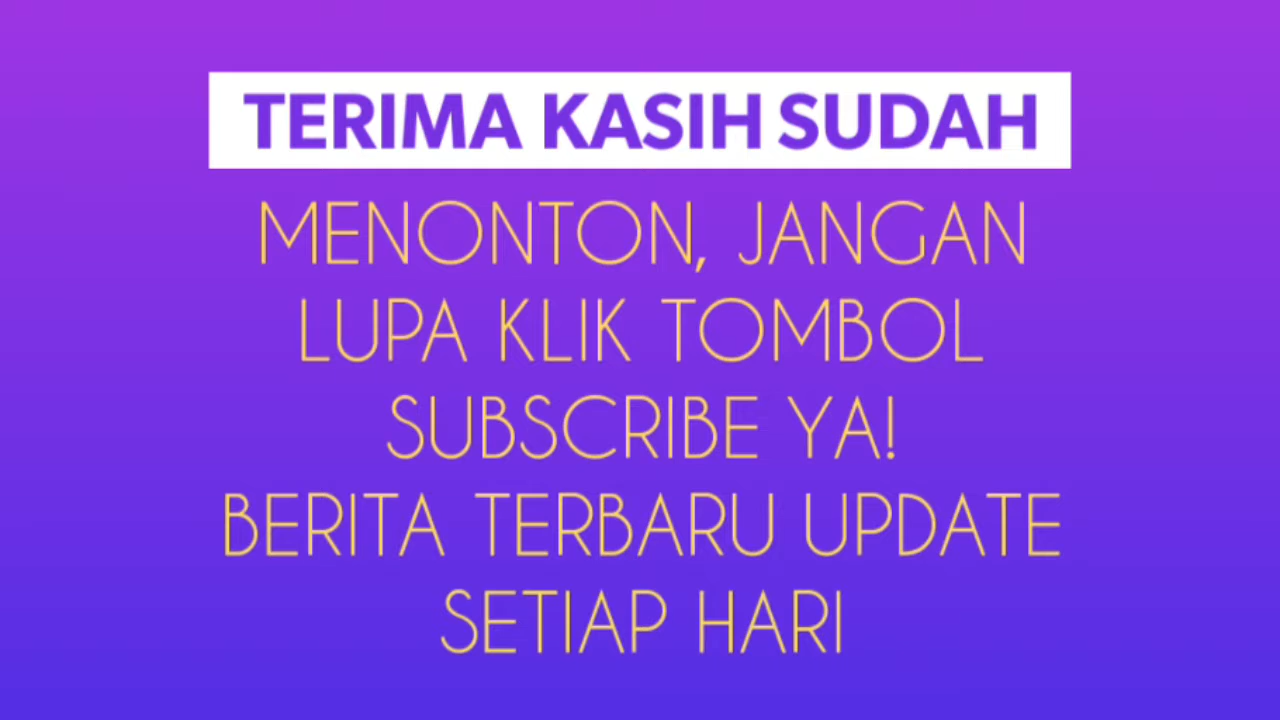 TERIMA KASIH SUDAH
MENONTON, JANGAN
LUPA KLIK TOMBOL
SUBSCRIBE YA!
BERITA TERBARU UPDATE
SETIAP HARI